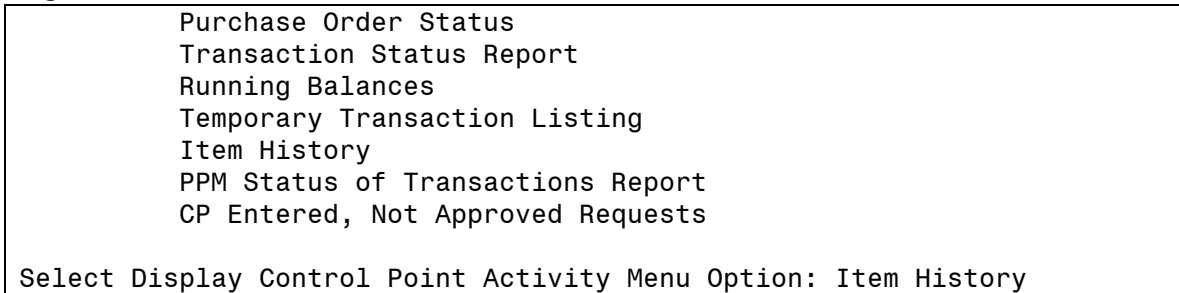 Purchase Order Status
Transaction Status Report
Running Balances
Temporary Transaction Listing
Item History
PPM Status of Transactions Report
CP Entered, Not Approved Requests
Select Display Control Point Activity Menu Option: Item History